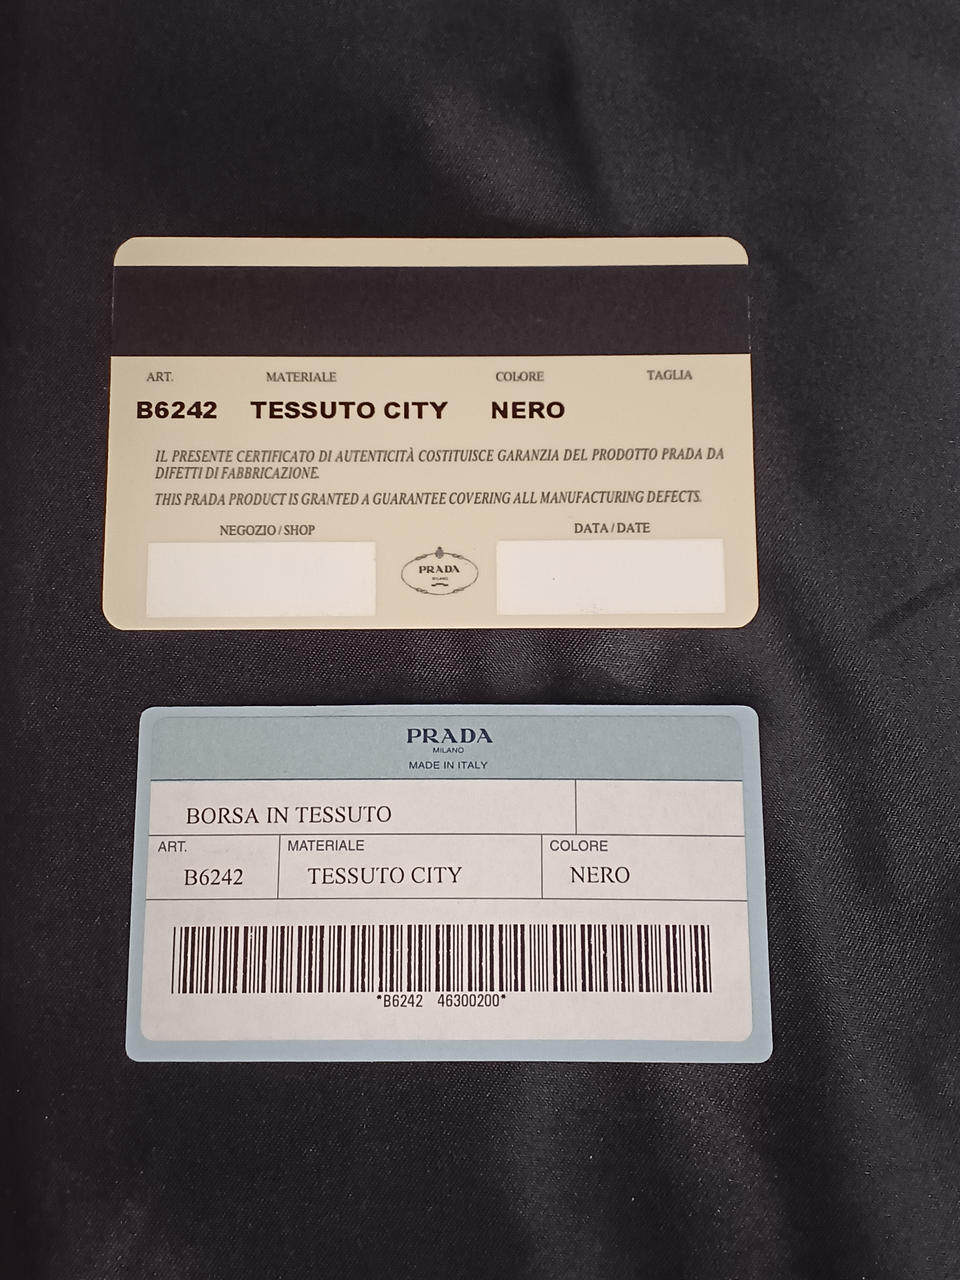 ART. MATERIALE COLORE TAGLIA
B6242 TESSUTO CITY NERO
IL PRESENTE CERTIFICATO DI AUTENTICITÀ COSTITUISCE GARANZIA DEL PRODOTTO PRADA DA
DIFETTI DI FABBRICAZIONE.
THIS PRADA PRODUCT IS GRANTED A GUARANTEE COVERING ALL MANUFACTURING DEFECTS.
NEGOZIO / SHOP DATA / DATE
PRADA
MILANO
PRADA
MILANO
MADE IN ITALY
BORSA IN TESSUTO
ART. MATERIALE COLORE
B6242 TESSUTO CITY NERO
*B6242 46300200*